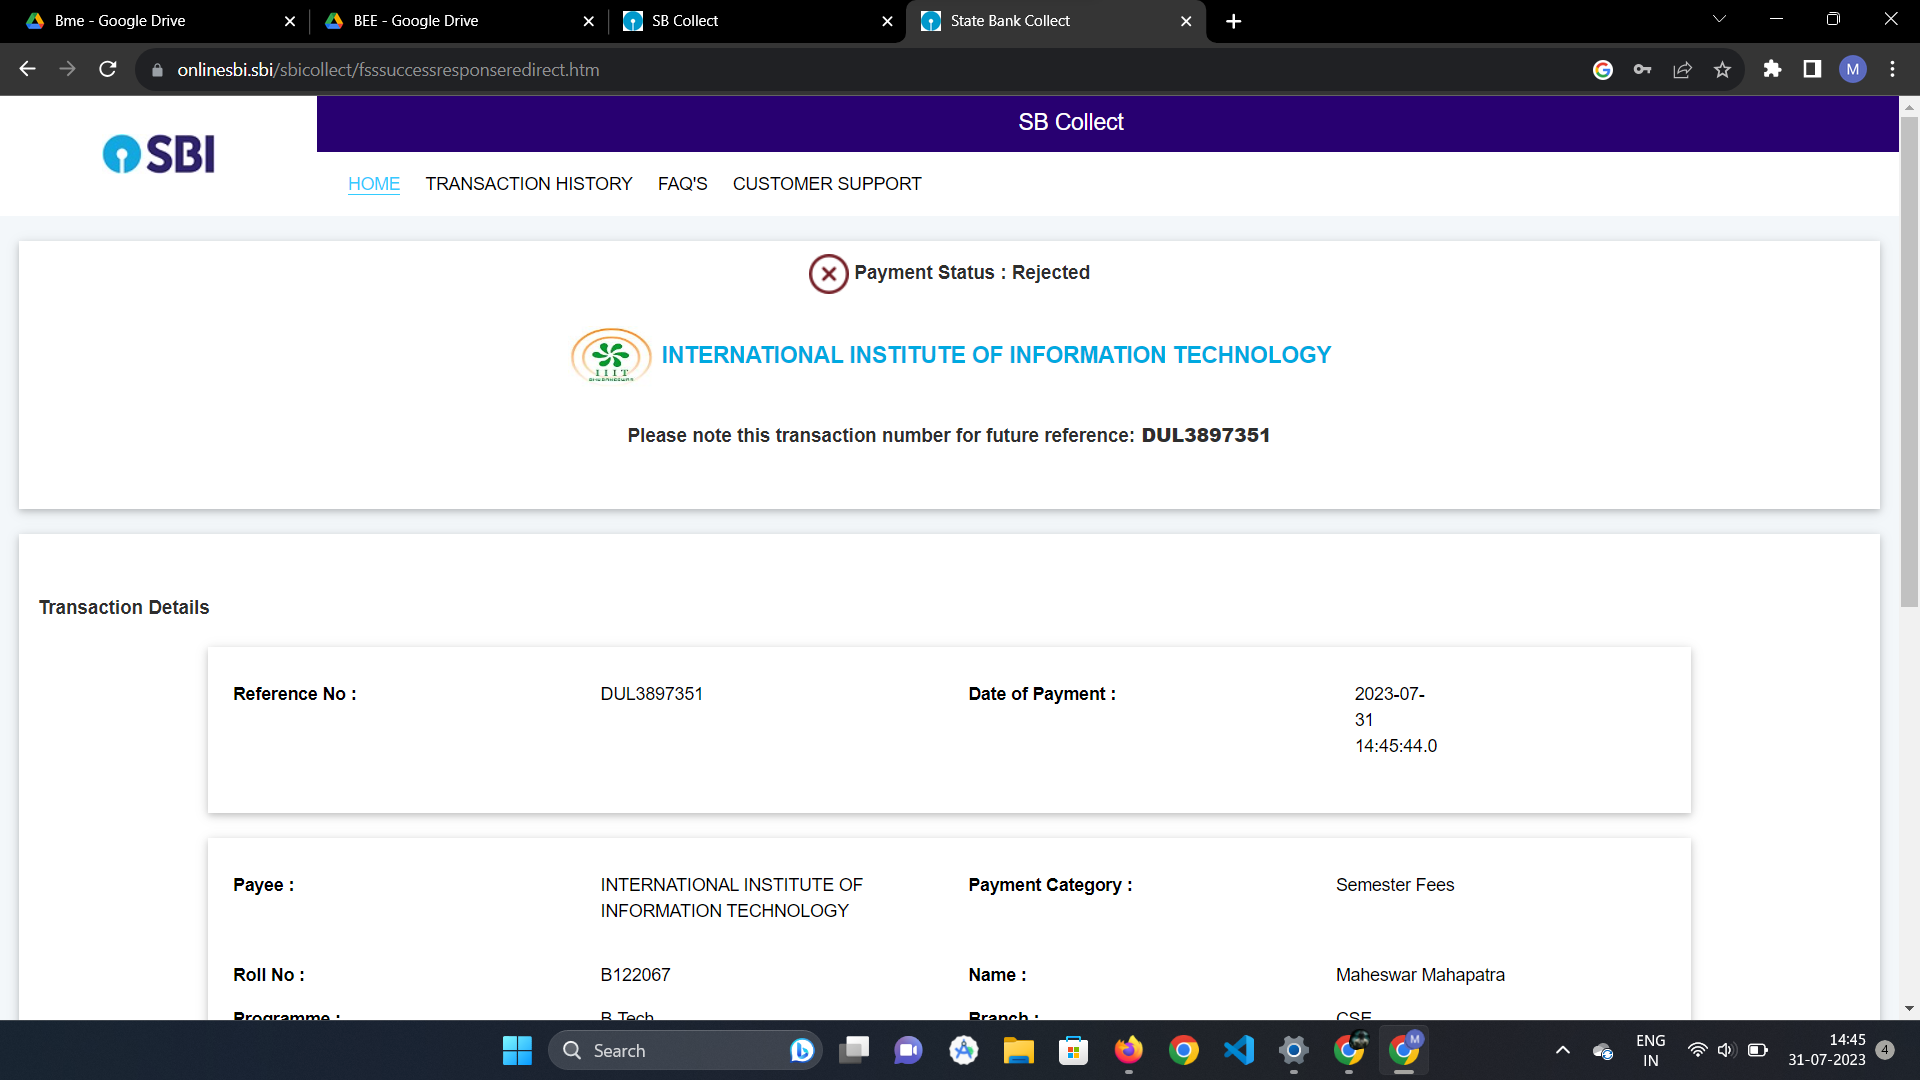 Bme - Google Drive
BEE - Google Drive
SB Collect
State Bank Collect
onlinesbi.sbi/sbicollect/fsssuccessresponseredirect.htm
M
SBI
SB Collect
HOME
TRANSACTION HISTORY
FAQ'S
CUSTOMER SUPPORT
Payment Status : Rejected
IIIT
INTERNATIONAL INSTITUTE OF INFORMATION TECHNOLOGY
Please note this transaction number for future reference: DUL3897351
Transaction Details
Reference No :
DUL3897351
Date of Payment :
2023-07-
31
14:45:44.0
Payee :
INTERNATIONAL INSTITUTE OF
INFORMATION TECHNOLOGY
Payment Category :
Semester Fees
Roll No :
B122067
Name :
Maheswar Mahapatra
Programme :
B.Tech
Branch :
CSE
Search
M
ENG
IN
14:45
31-07-2023
4